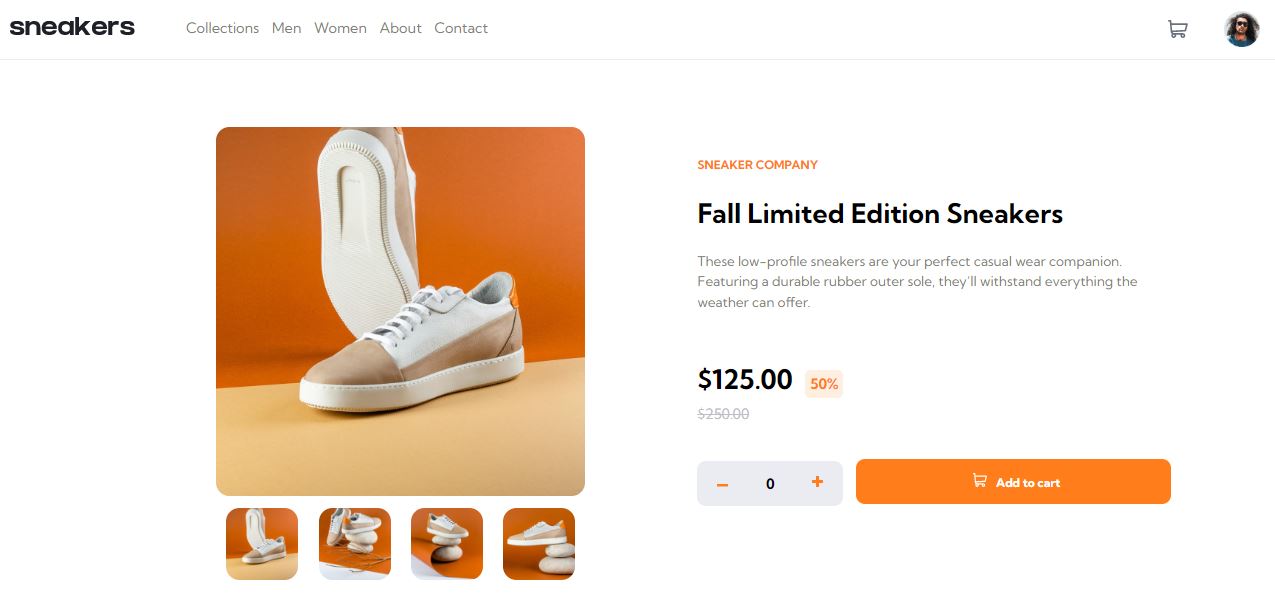 sneakers
Collections Men Women About Contact
SNEAKER COMPANY
Fall Limited Edition Sneakers
These low-profile sneakers are your perfect casual wear companion.
Featuring a durable rubber outer sole, they'll withstand everything the
weather can offer.
$125.00 50%
$250.00
− 0 +
Add to cart